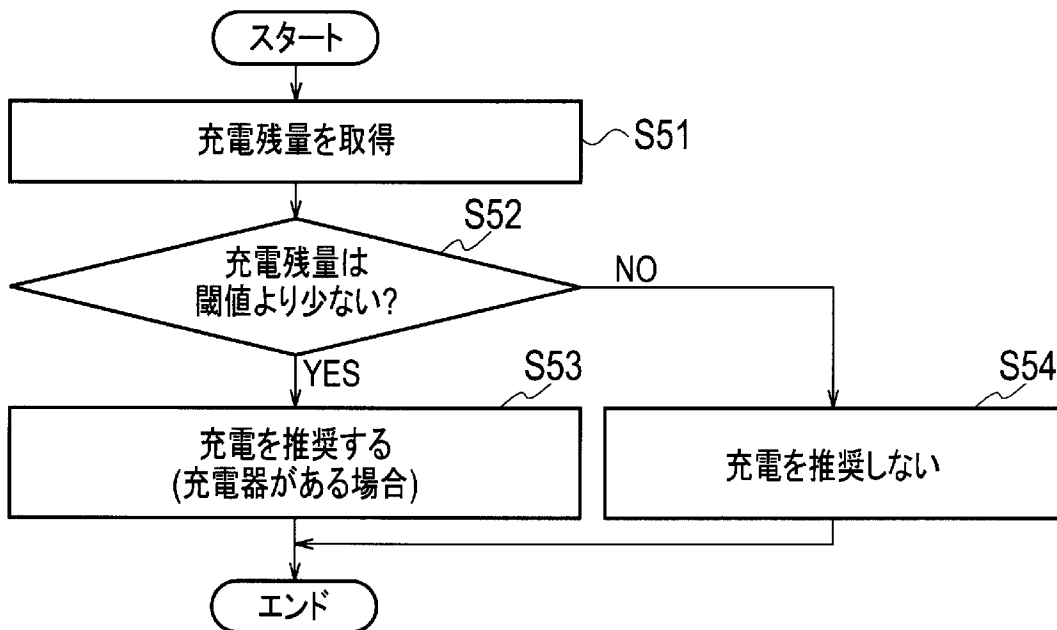 スタート
充電残量を取得
S51
S52
充電残量は
閾値より少ない?
NO
YES
S53
充電を推奨する
(充電器がある場合)
S54
充電を推奨しない
エンド